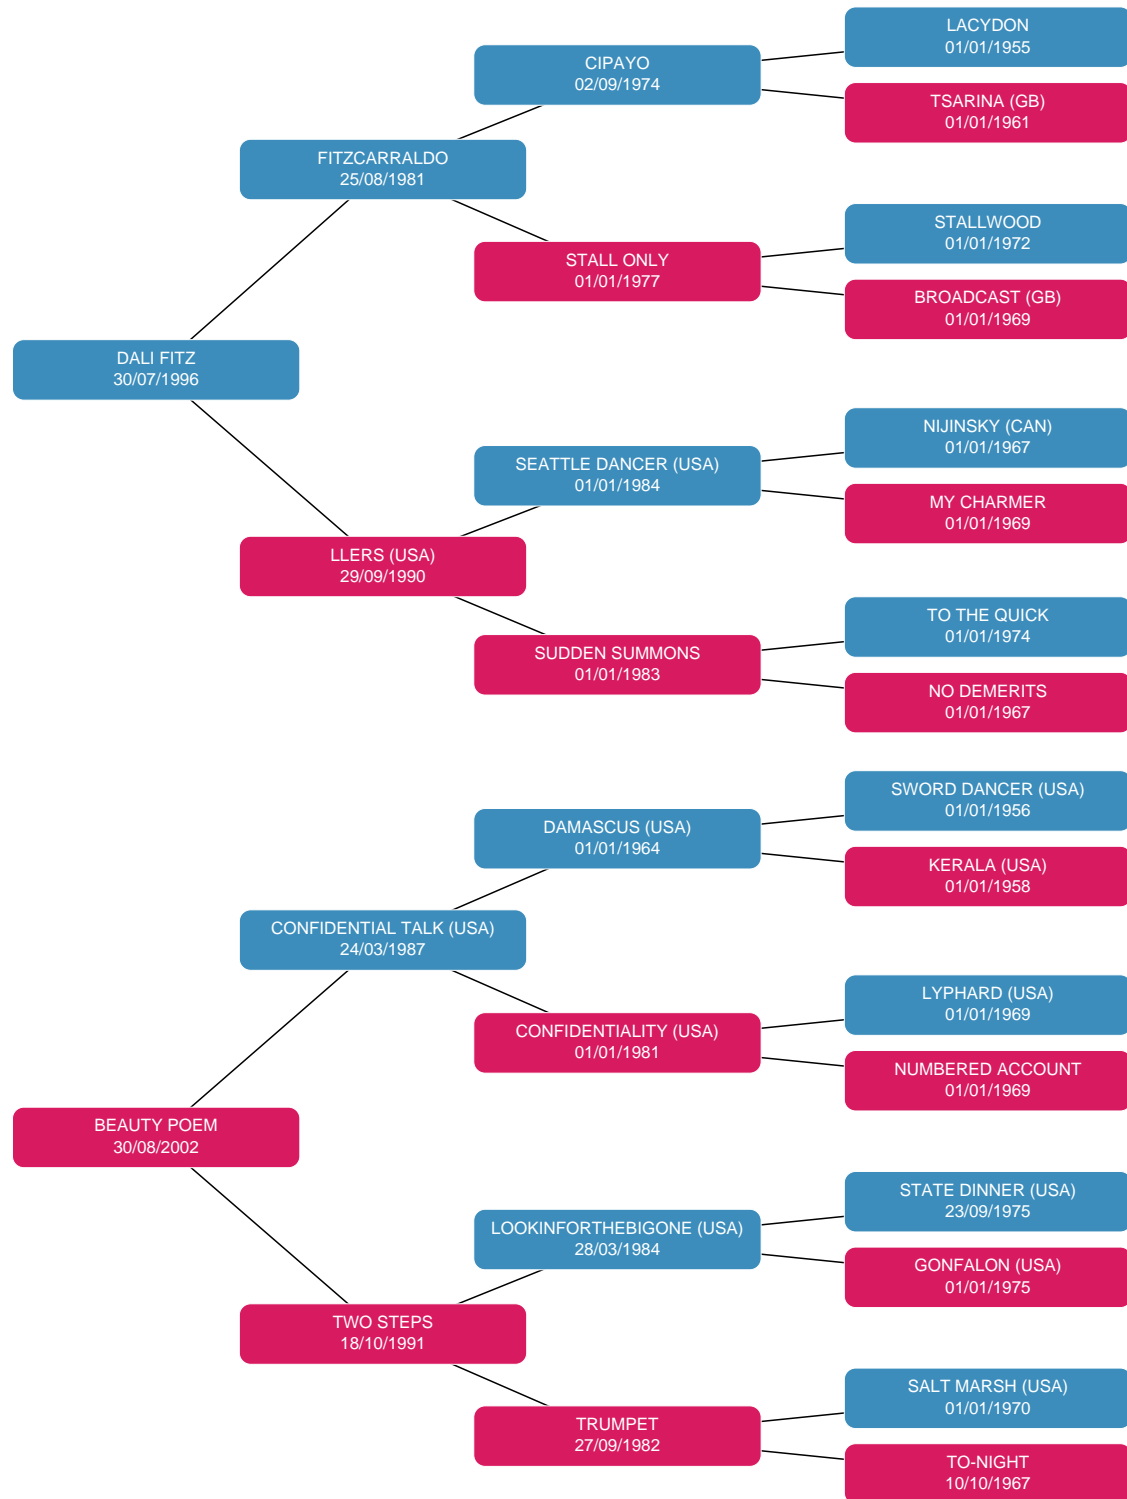 LACYDON
01/01/1955
CIPAYO
02/09/1974
TSARINA (GB)
01/01/1961
FITZCARRALDO
25/08/1981
STALLWOOD
01/01/1972
STALL ONLY
01/01/1977
BROADCAST (GB)
01/01/1969
DALI FITZ
30/07/1996
NIJINSKY (CAN)
01/01/1967
SEATTLE DANCER (USA)
01/01/1984
MY CHARMER
01/01/1969
LLERS (USA)
29/09/1990
TO THE QUICK
01/01/1974
SUDDEN SUMMONS
01/01/1983
NO DEMERITS
01/01/1967
SWORD DANCER (USA)
01/01/1956
DAMASCUS (USA)
01/01/1964
KERALA (USA)
01/01/1958
CONFIDENTIAL TALK (USA)
24/03/1987
LYPHARD (USA)
01/01/1969
CONFIDENTIALITY (USA)
01/01/1981
NUMBERED ACCOUNT
01/01/1969
BEAUTY POEM
30/08/2002
STATE DINNER (USA)
23/09/1975
LOOKINFORTHEBIGONE (USA)
28/03/1984
GONFALON (USA)
01/01/1975
TWO STEPS
18/10/1991
SALT MARSH (USA)
01/01/1970
TRUMPET
27/09/1982
TO-NIGHT
10/10/1967